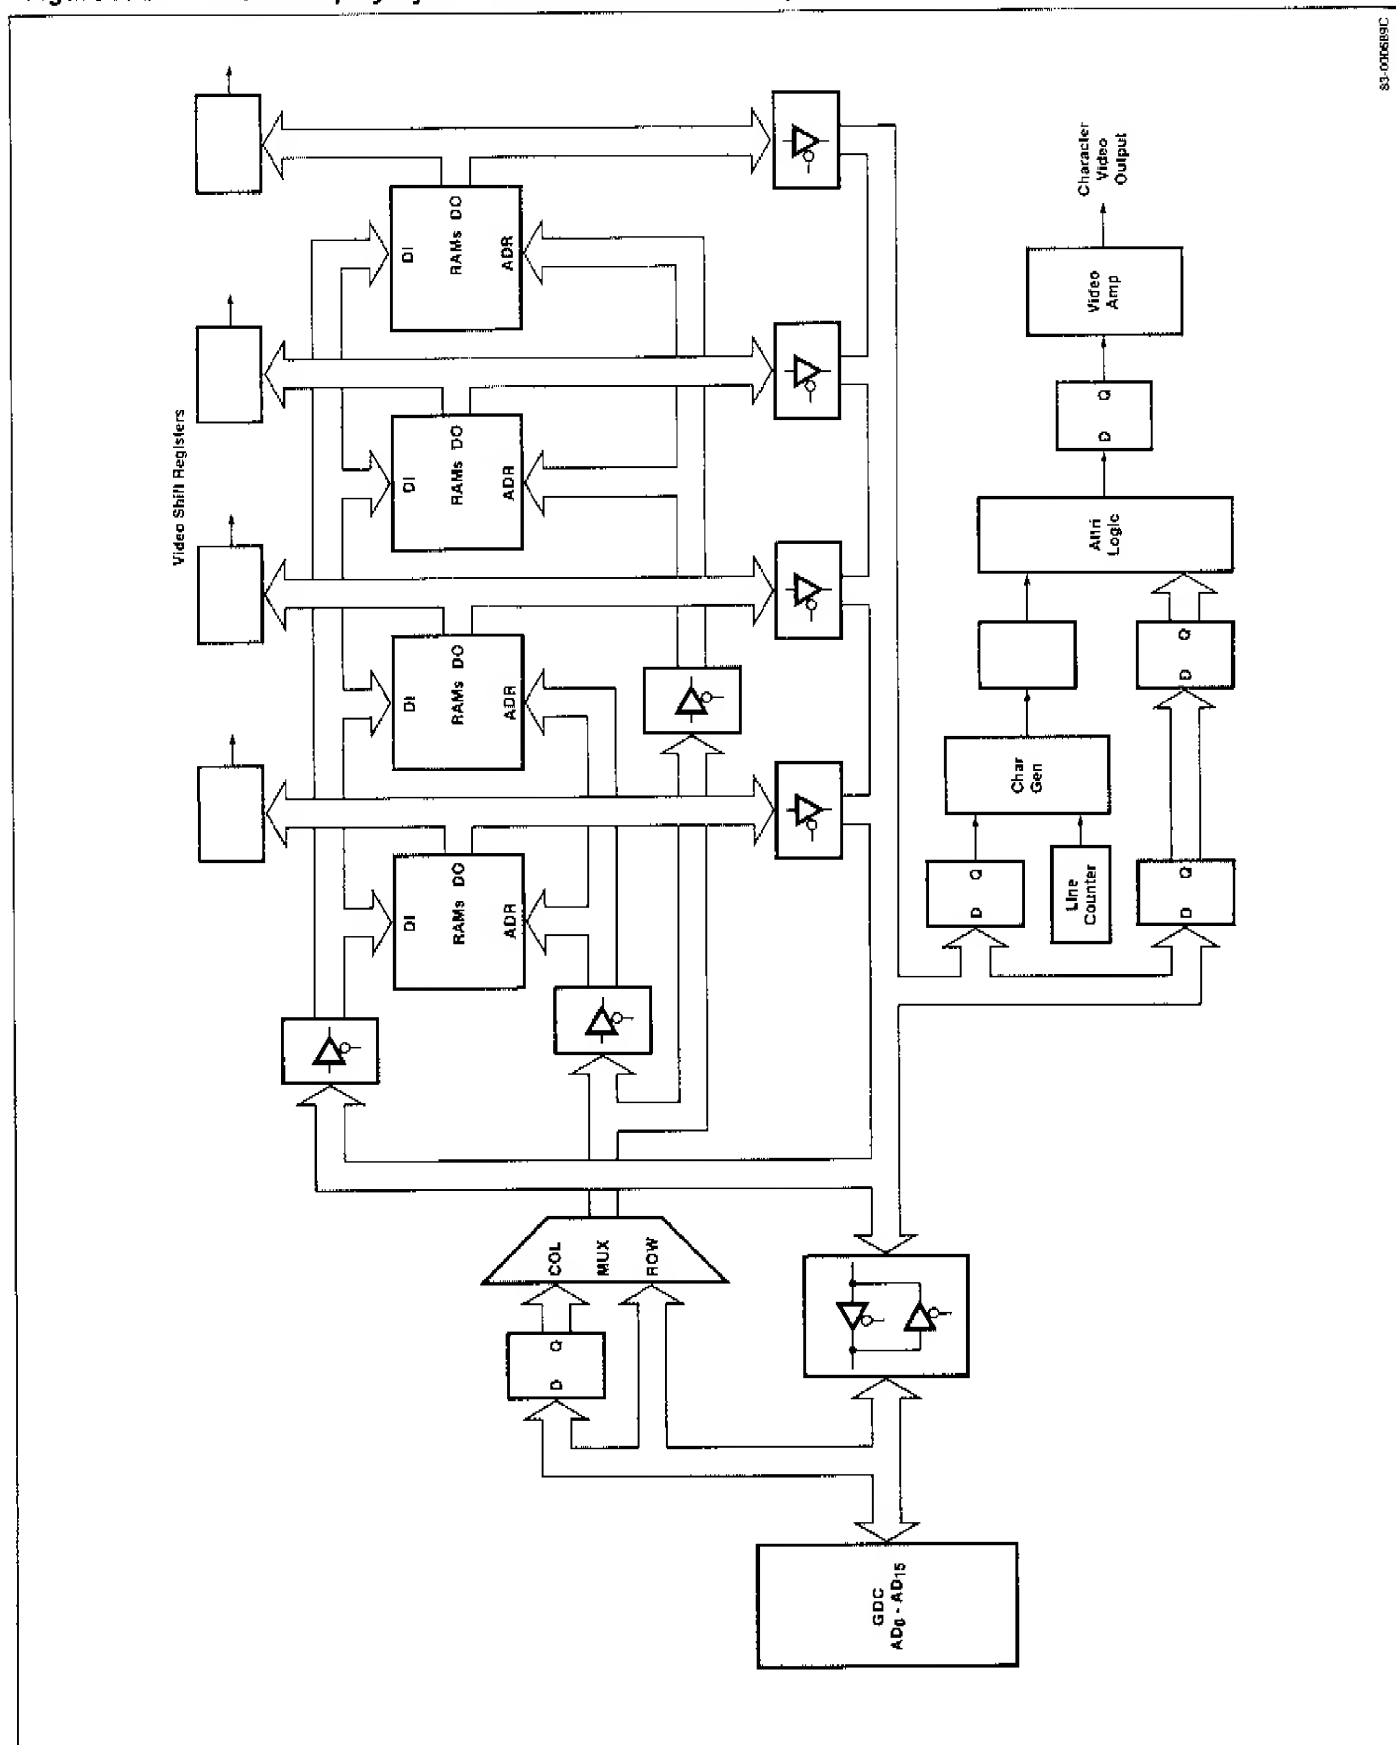 83-000689C
Video Shift Registers
DI
RAMs DO
ADR
DI
RAMs DO
ADR
DI
RAMs DO
ADR
DI
RAMs DO
ADR
COL
MUX
ROW
D Q
GDC
AD0 - AD15
D Q
Line
Counter
D Q
Char
Gen
D Q
Attri
Logic
D Q
Video
Amp
Character
Video
Output